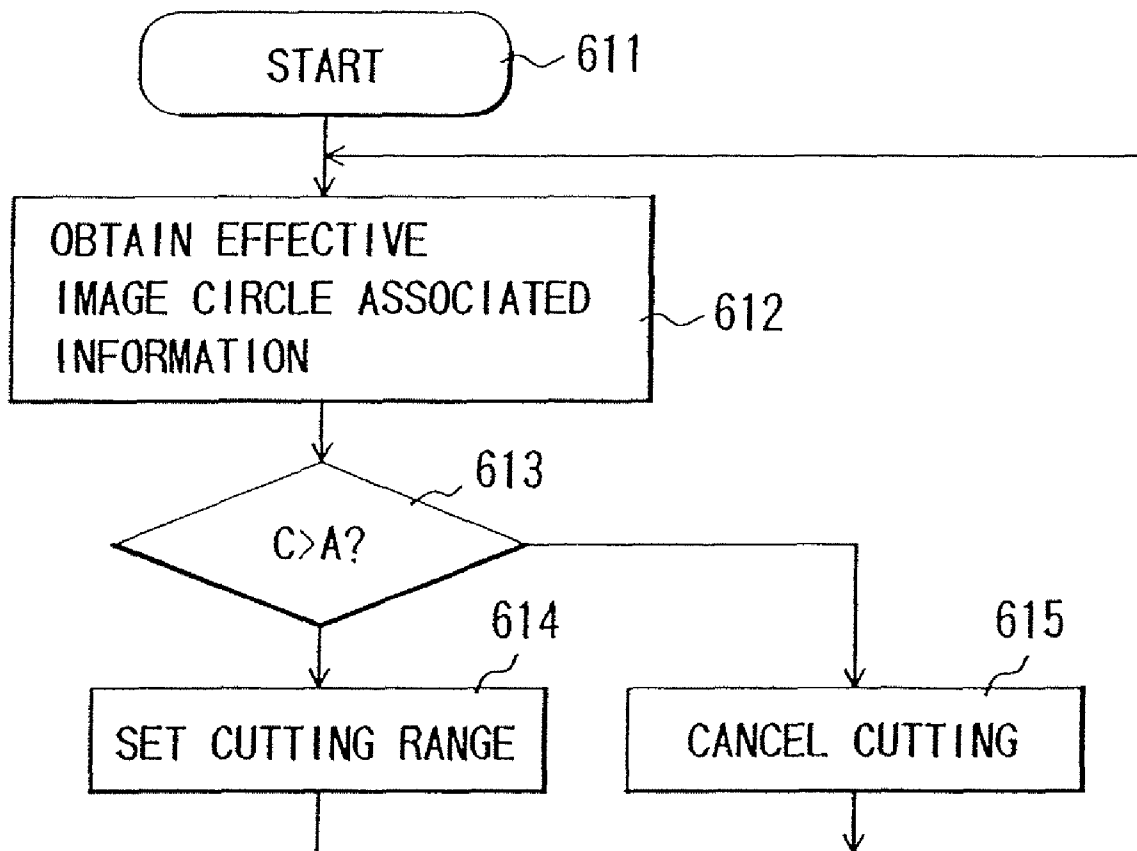 START
611
OBTAIN EFFECTIVE
IMAGE CIRCLE ASSOCIATED
INFORMATION
612
613
C>A?
614
SET CUTTING RANGE
615
CANCEL CUTTING